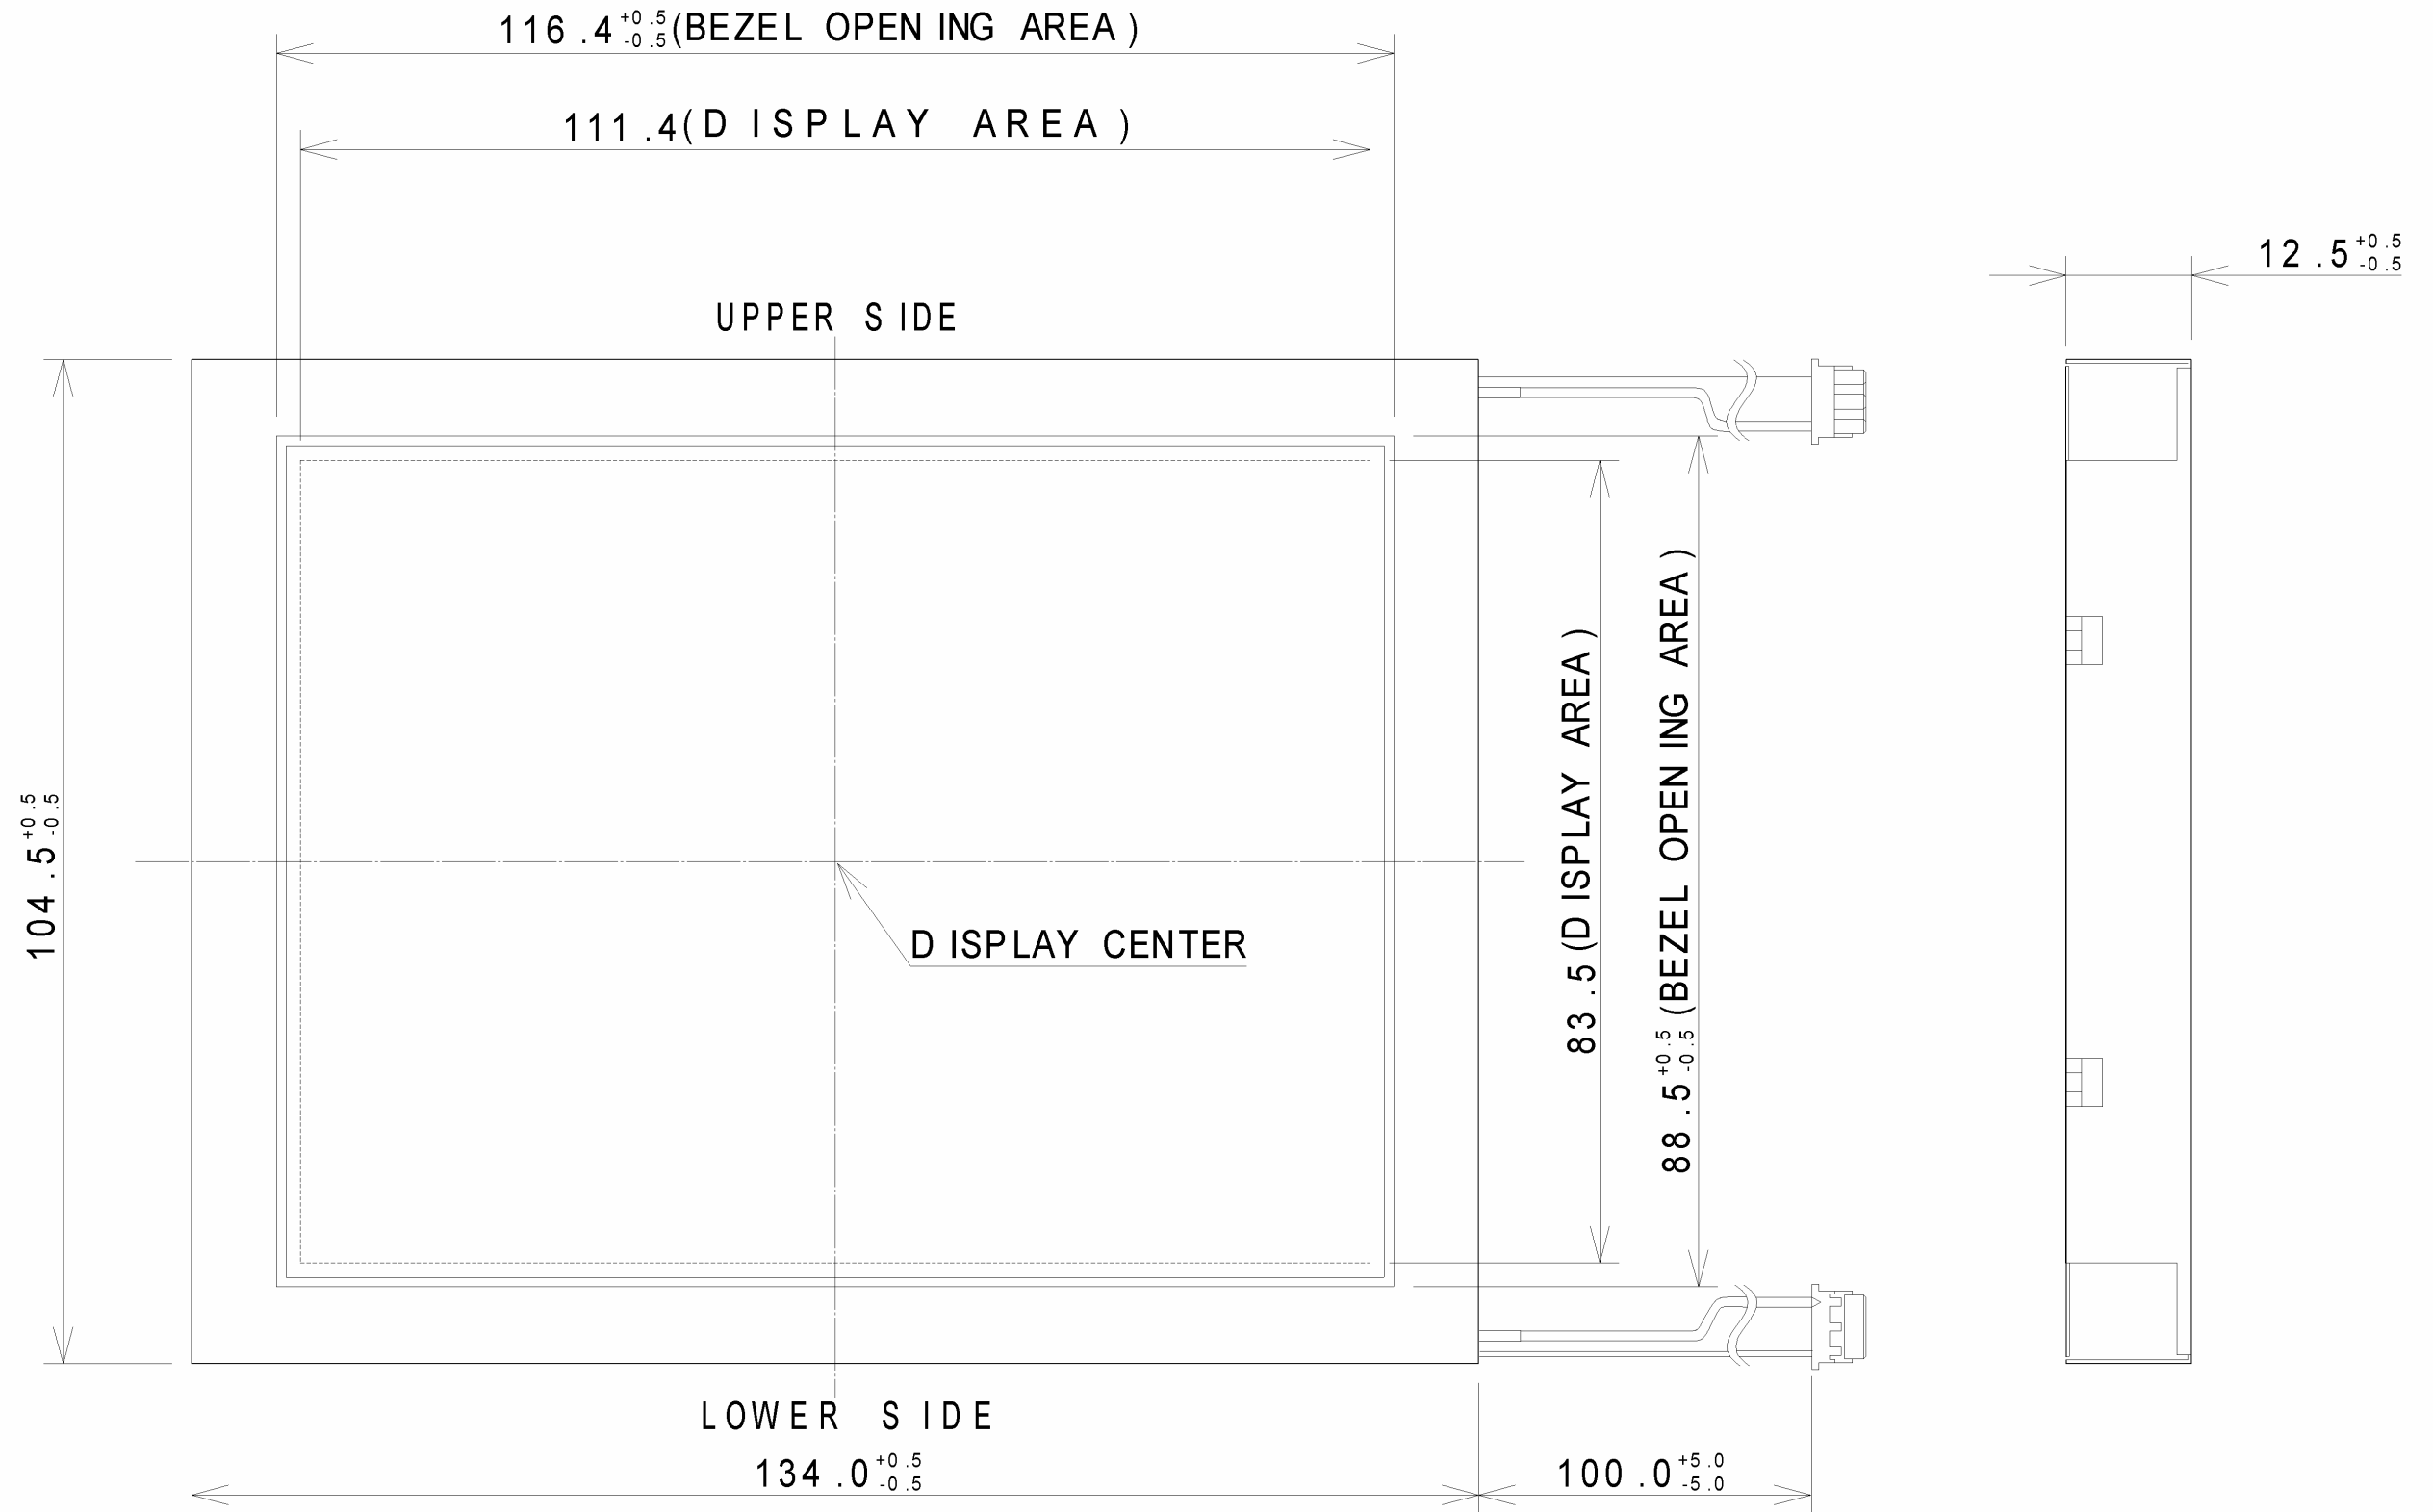 116.4 +0.5 -0.5 (BEZEL OPENING AREA)
111.4(DISPLAY AREA)
12.5 +0.5 -0.5
UPPER SIDE
104.5 +0.5 -0.5
83.5(DISPLAY AREA)
88.5 +0.5 -0.5 (BEZEL OPENING AREA)
DISPLAY CENTER
LOWER SIDE
134.0 +0.5 -0.5
100.0 +5.0 -5.0